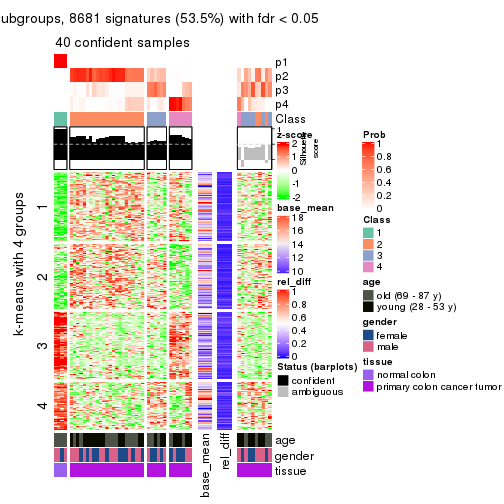 ubgroups, 8681 signatures (53.5%) with fdr < 0.05
40 confident samples
p1
p2
p3
p4
Class
1
Silhouette
score
k-means with 4 groups
1
2
3
4
age
gender
tissue
base_mean
rel_diff
z-score
2
1
0
-1
-2
base_mean
18
16
14
12
10
rel_diff
1
0.8
0.6
0.4
0.2
0
Status (barplots)
confident
ambiguous
Prob
1
0.8
0.6
0.4
0.2
0
Class
1
2
3
4
age
old (69 - 87 y)
young (28 - 53 y)
gender
female
male
tissue
normal colon
primary colon cancer tumor